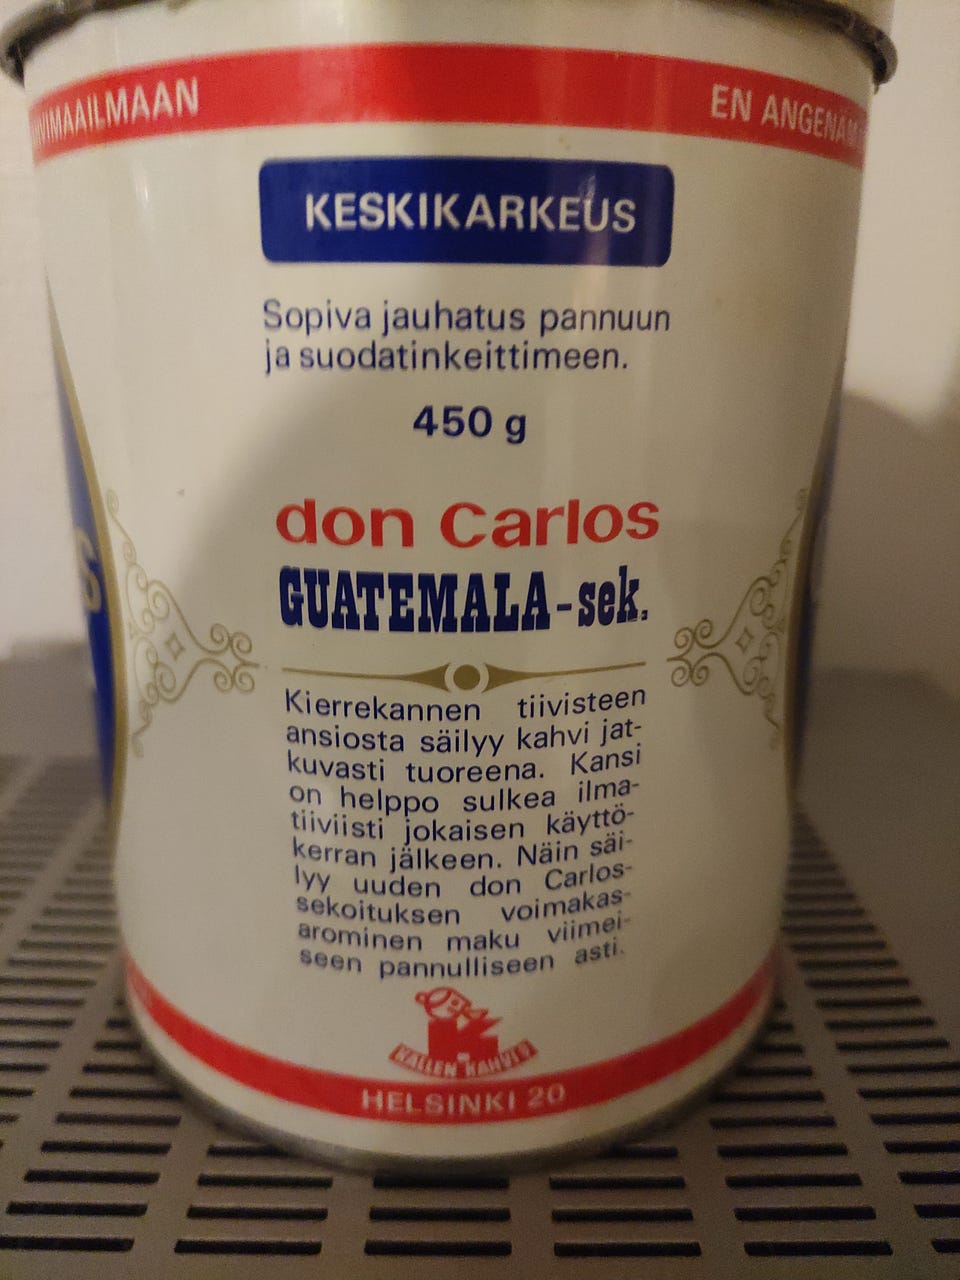 VIMAAILMAAN
EN ANGENÄM
KESKIKARKEUS
Sopiva jauhatus pannuun
ja suodatinkeittimeen.
450 g
S
don Carlos
GUATEMALA-sek.
Kierrekannen tiivisteen
ansiosta säilyy kahvi jat-
kuvasti tuoreena. Kansi
on helppo sulkea ilma-
tiiviisti jokaisen käyttö-
kerran jälkeen. Näin säi-
lyy uuden don Carlos-
sekoituksen voimakas-
arominen maku viimei-
seen pannulliseen asti.
KALLEN KAHVI
HELSINKI 20